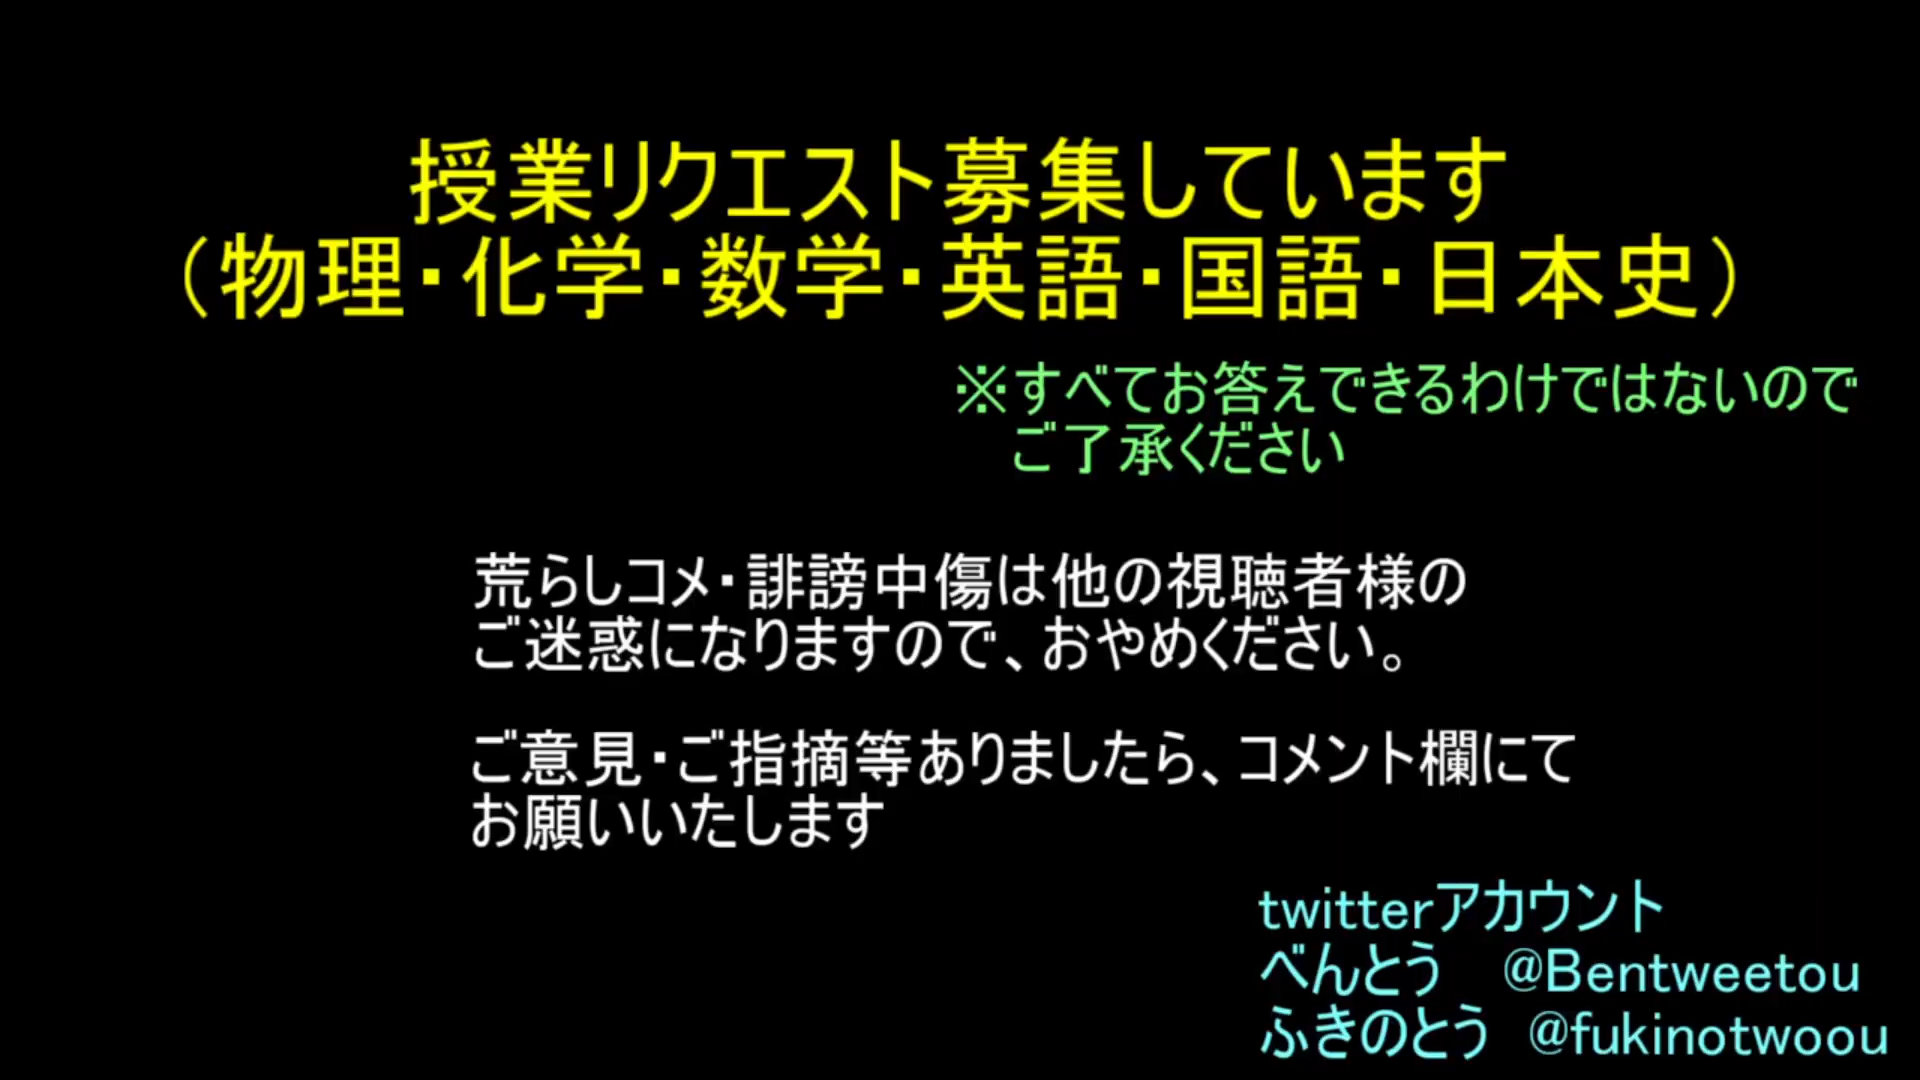 授業リクエスト募集しています
（物理・化学・数学・英語・国語・日本史）
※すべてお答えできるわけではないので
ご了承ください
荒らしコメ・誹謗中傷は他の視聴者様の
ご迷惑になりますので、おやめください。
ご意見・ご指摘等ありましたら、コメント欄にて
お願いいたします
twitterアカウント
べんとう　@Bentweetou
ふきのとう　@fukinotwoou